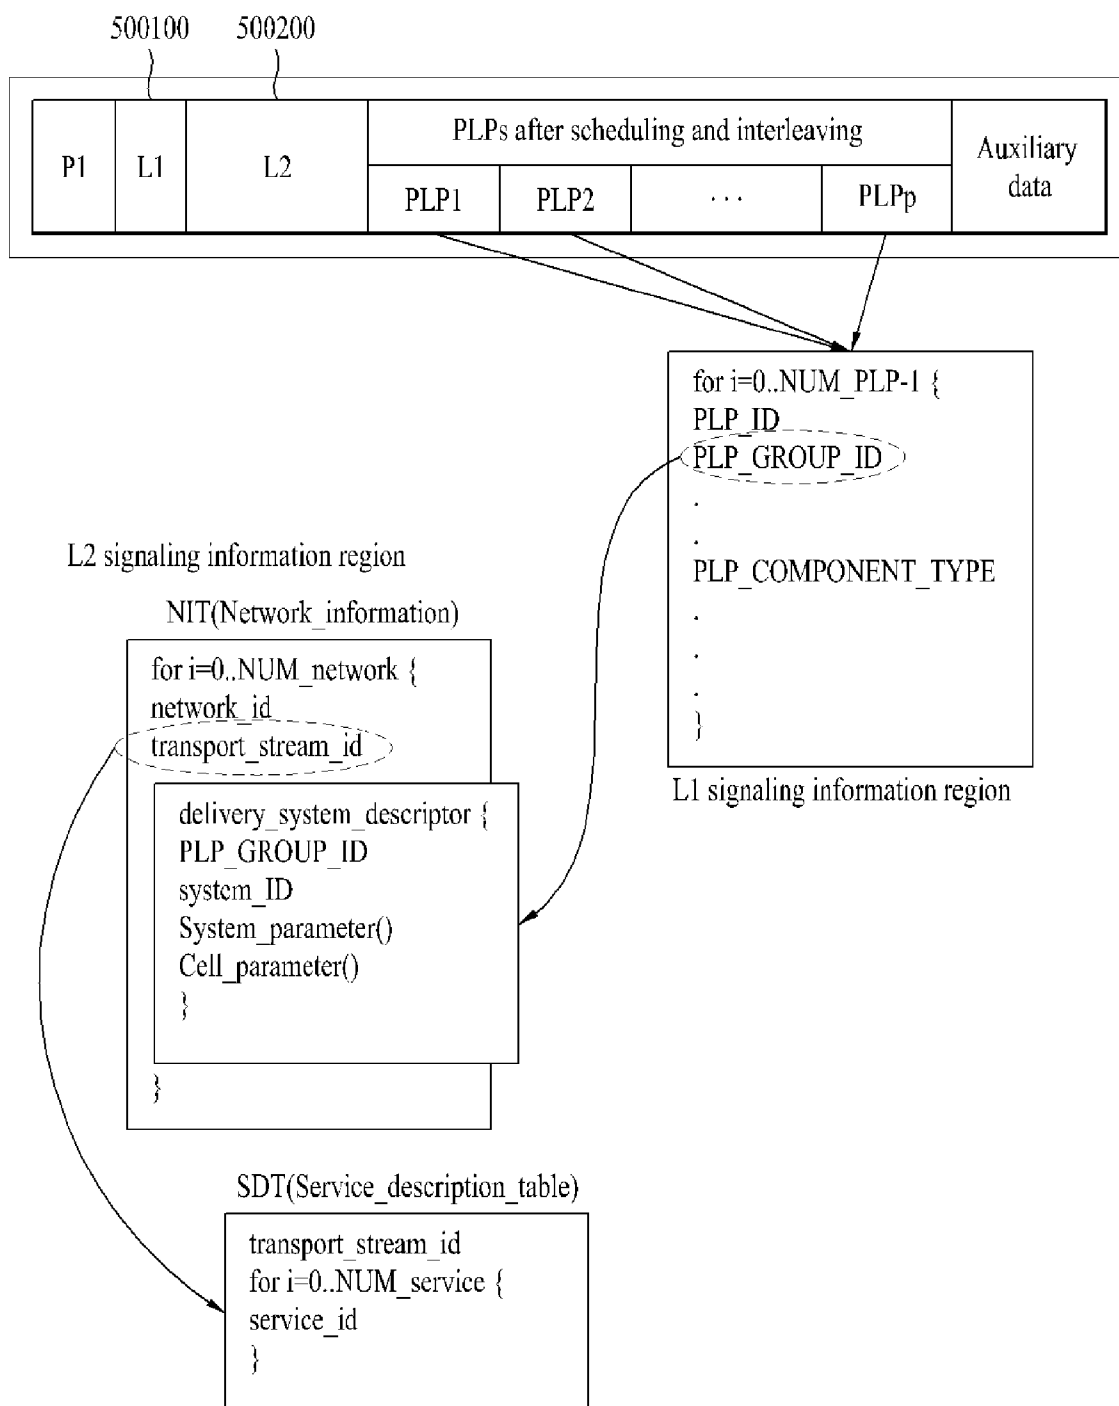 500100 500200
P1 L1 L2 PLPs after scheduling and interleaving Auxiliary data
PLP1 PLP2 ... PLPp
for i=0..NUM_PLP-1 {
PLP_ID
PLP_GROUP_ID
.
.
PLP_COMPONENT_TYPE
.
.
.
}
L1 signaling information region
L2 signaling information region
NIT(Network_information)
for i=0..NUM_network {
network_id
transport_stream_id
delivery_system_descriptor {
PLP_GROUP_ID
system_ID
System_parameter()
Cell_parameter()
}
}
SDT(Service_description_table)
transport_stream_id
for i=0..NUM_service {
service_id
}